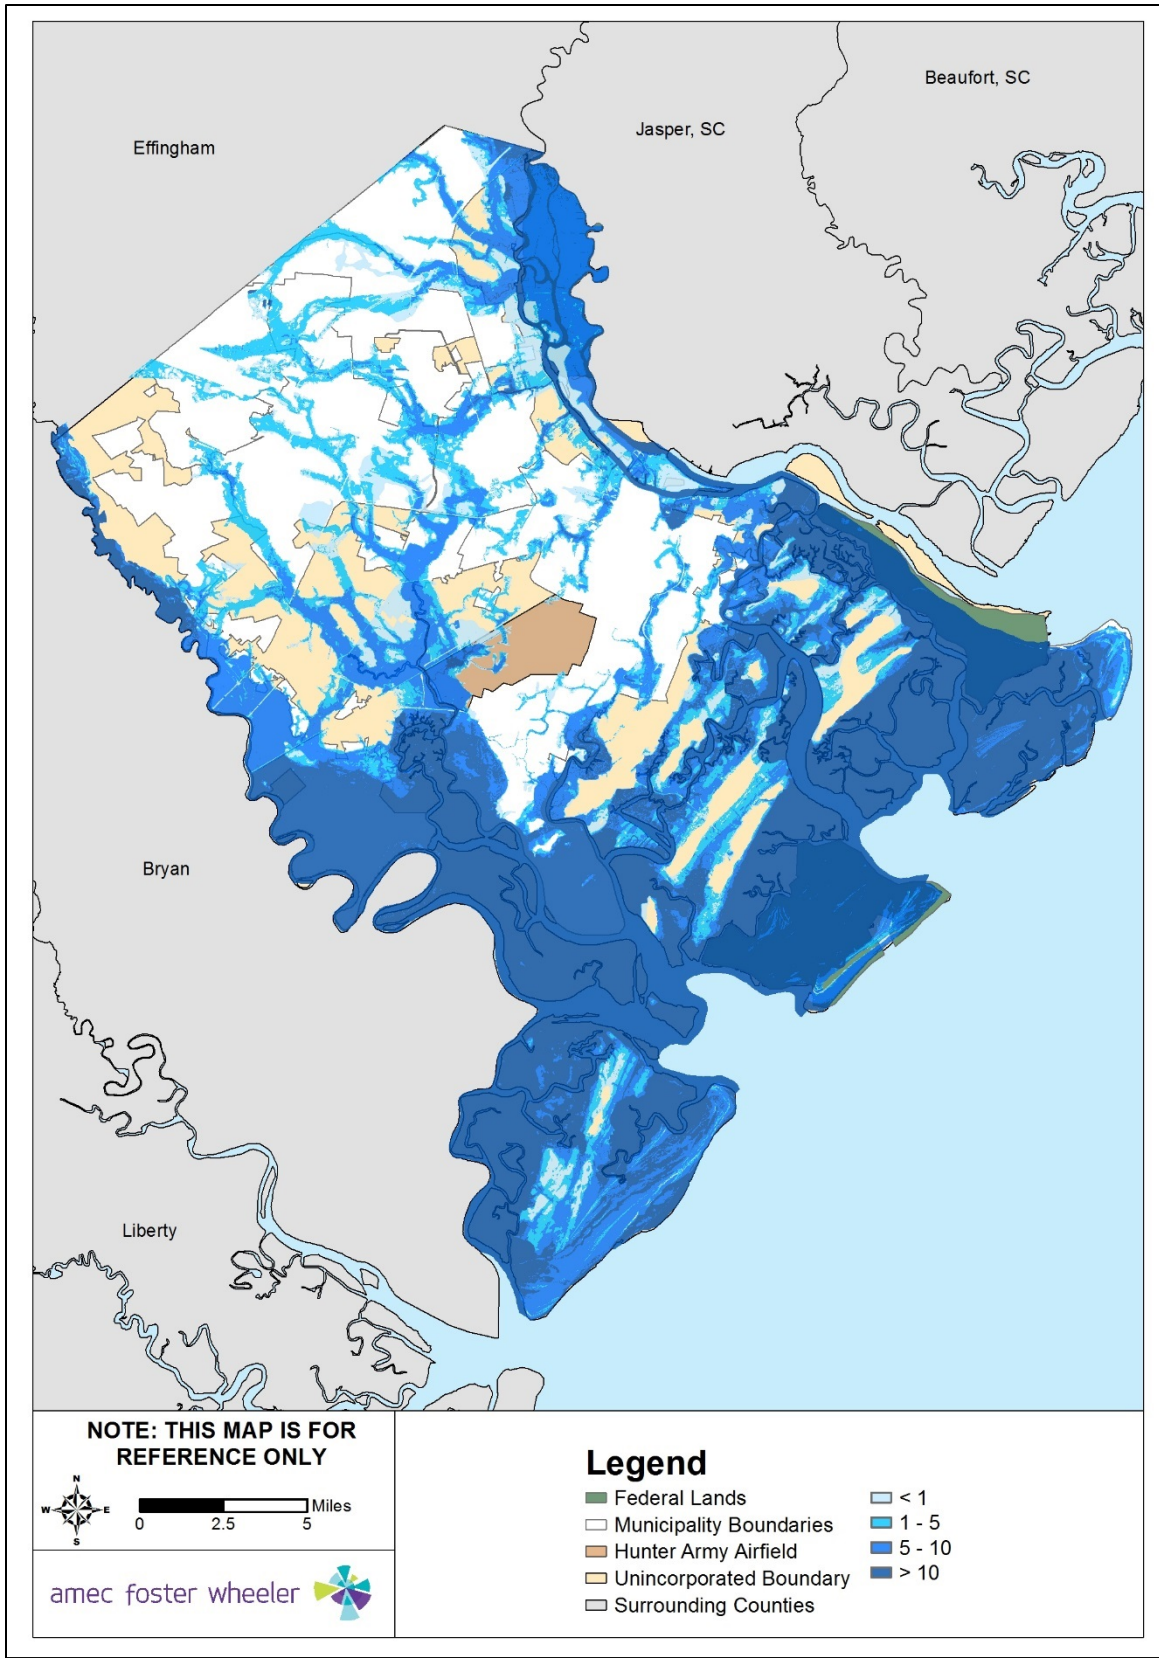 Beaufort, SC
Jasper, SC
Effingham
Bryan
Liberty
NOTE: THIS MAP IS FOR
REFERENCE ONLY
N
W E
S
Miles
0 2.5 5
amec foster wheeler
Legend
Federal Lands
Municipality Boundaries
Hunter Army Airfield
Unincorporated Boundary
Surrounding Counties
< 1
1 - 5
5 - 10
> 10